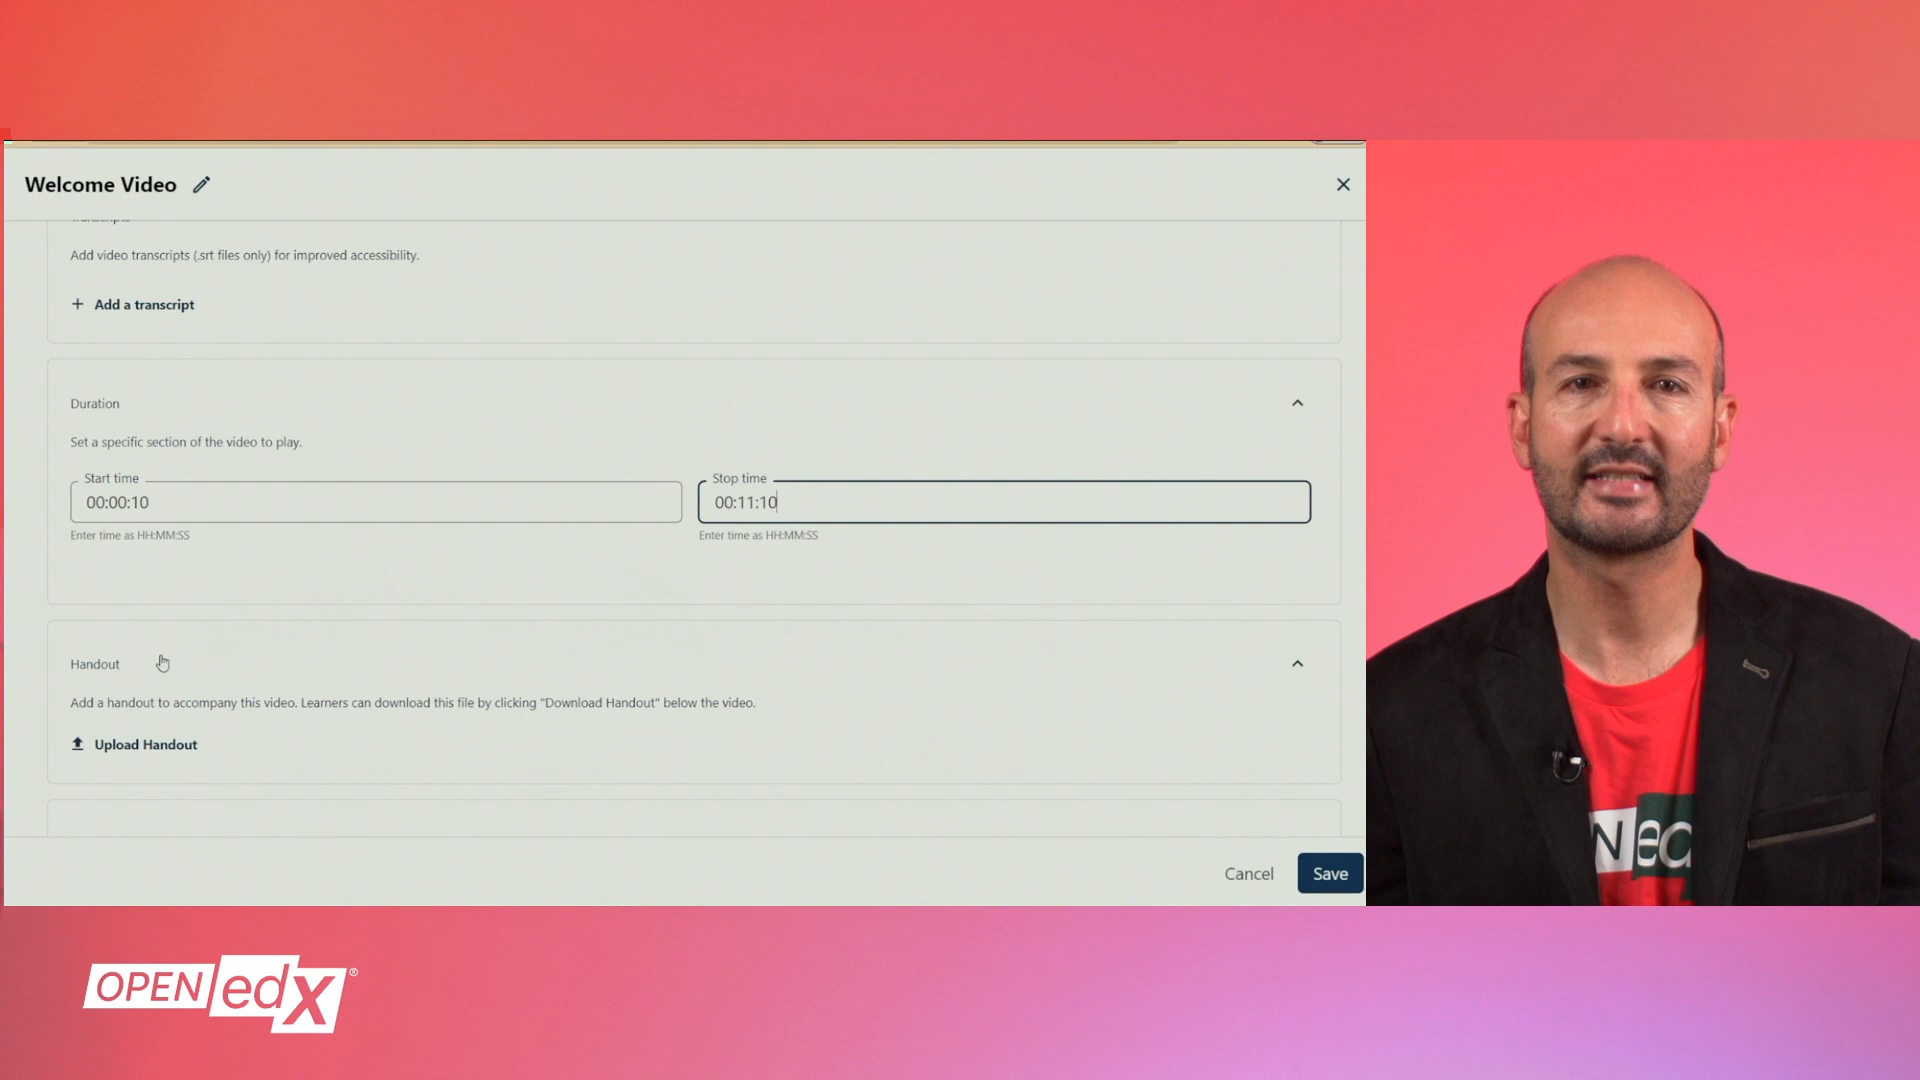 Welcome Video
Transcripts
Add video transcripts (.srt files only) for improved accessibility.
+ Add a transcript
Duration
Set a specific section of the video to play.
Start time
Stop time
00:00:10
00:11:10
Enter time as HH:MM:SS
Enter time as HH:MM:SS
Handout
Add a handout to accompany this video. Learners can download this file by clicking "Download Handout" below the video.
Upload Handout
Cancel
Save
N ed
OPEN edX ®